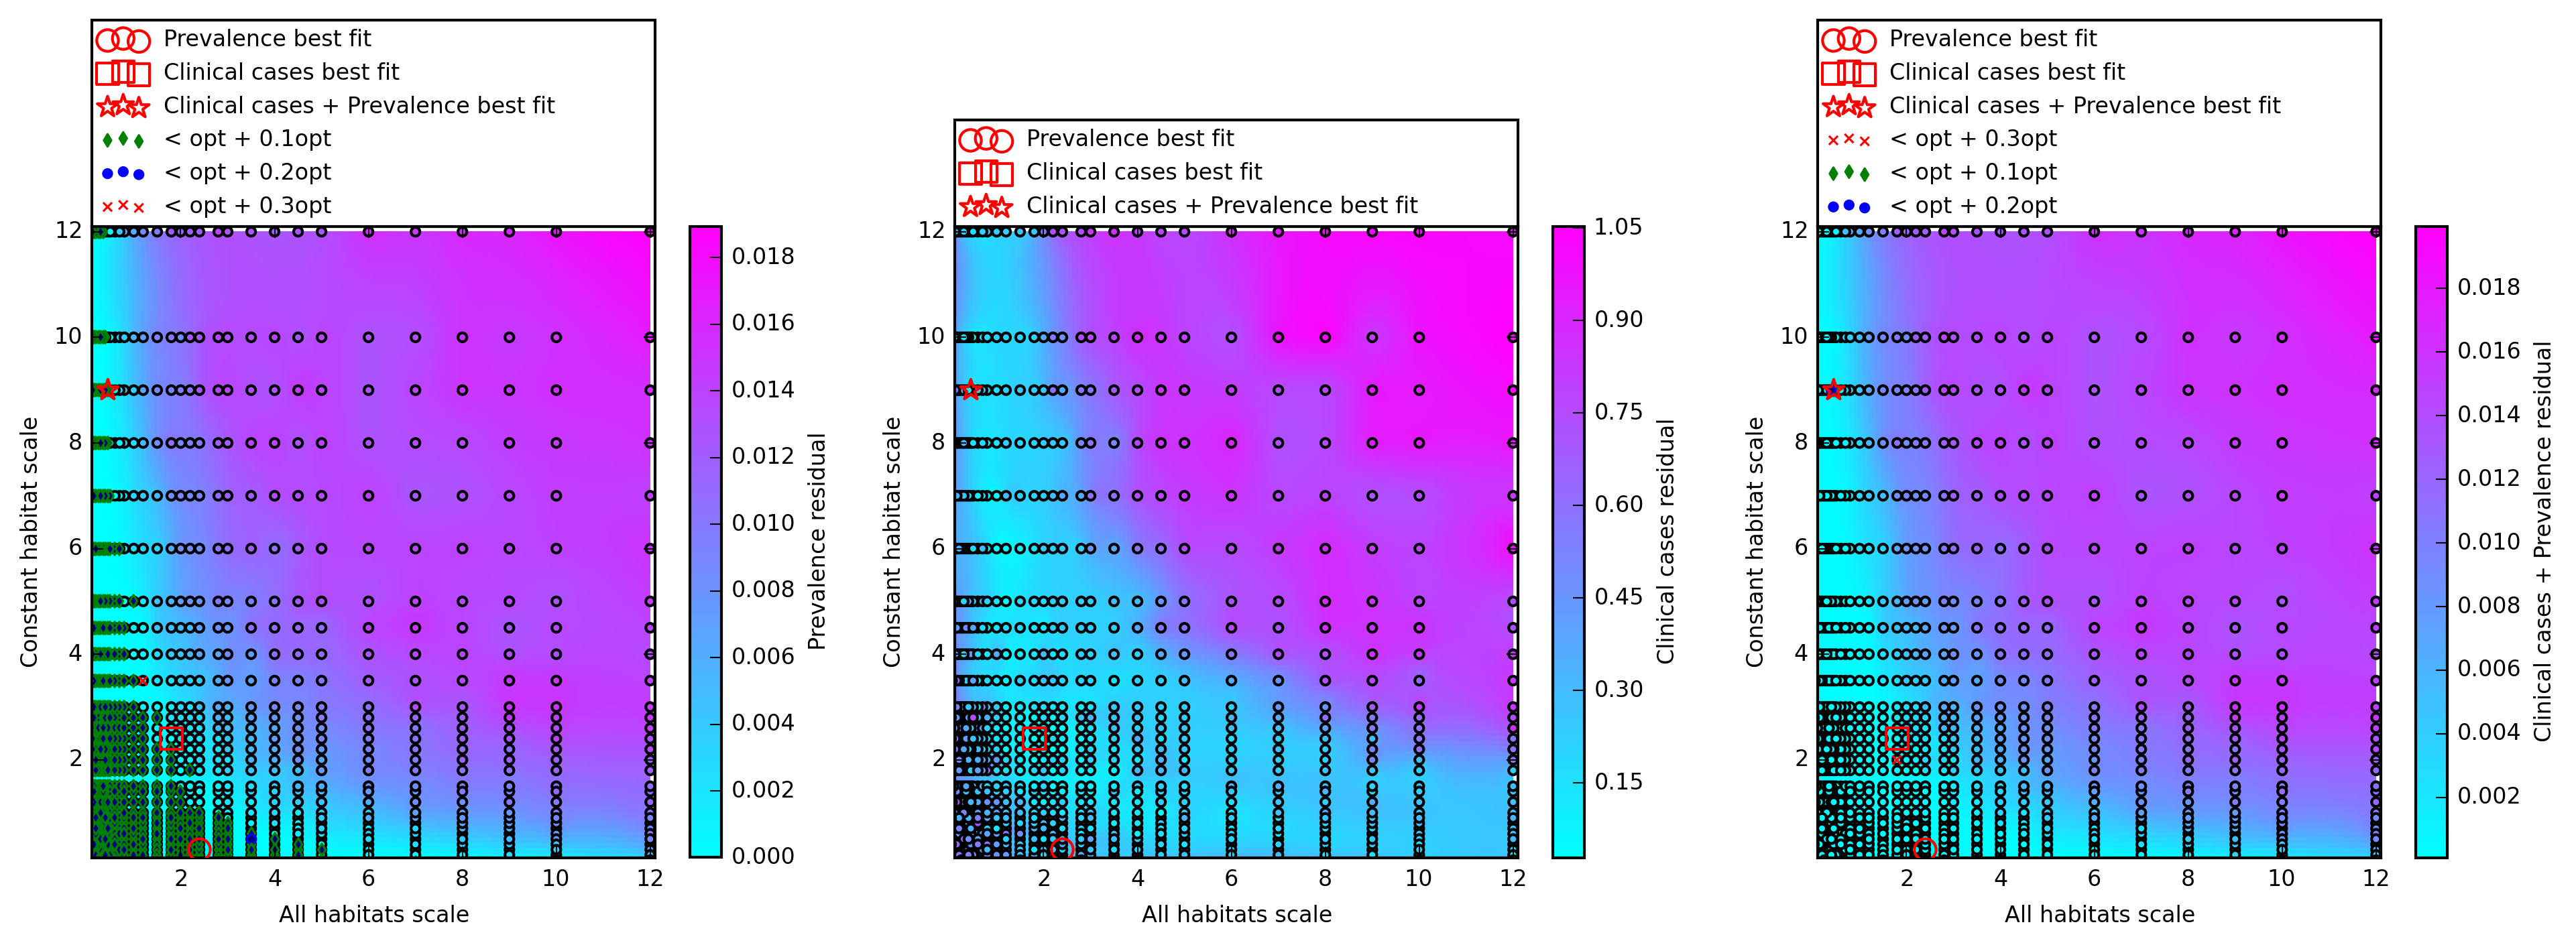 Prevalence best fit
Clinical cases best fit
Clinical cases + Prevalence best fit
< opt + 0.1opt
< opt + 0.2opt
< opt + 0.3opt
12
10
8
6
4
2
Constant habitat scale
2 4 6 8 10 12
All habitats scale
0.018
0.016
0.014
0.012
0.010
0.008
0.006
0.004
0.002
0.000
Prevalence residual
Prevalence best fit
Clinical cases best fit
Clinical cases + Prevalence best fit
12
10
8
6
4
2
Constant habitat scale
2 4 6 8 10 12
All habitats scale
1.05
0.90
0.75
0.60
0.45
0.30
0.15
Clinical cases residual
Prevalence best fit
Clinical cases best fit
Clinical cases + Prevalence best fit
< opt + 0.3opt
< opt + 0.1opt
< opt + 0.2opt
12
10
8
6
4
2
Constant habitat scale
2 4 6 8 10 12
All habitats scale
0.018
0.016
0.014
0.012
0.010
0.008
0.006
0.004
0.002
Clinical cases + Prevalence residual